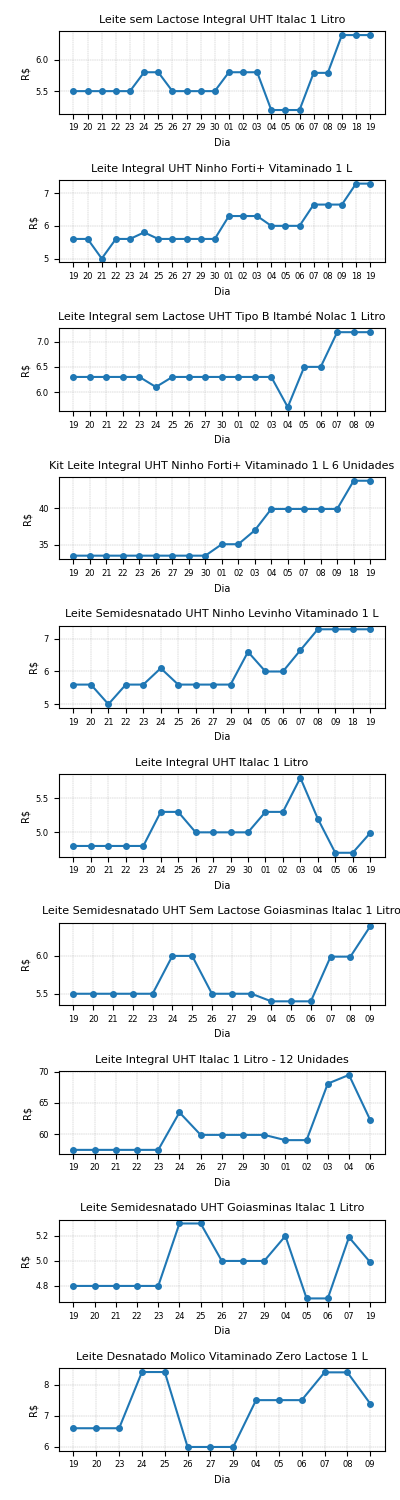 Leite sem Lactose Integral UHT Italac 1 Litro
R$
6.0
5.5
19 20 21 22 23 24 25 26 27 29 30 01 02 03 04 05 06 07 08 09 18 19
Dia
Leite Integral UHT Ninho Forti+ Vitaminado 1 L
R$
7
6
5
19 20 21 22 23 24 25 26 27 29 30 01 02 03 04 05 06 07 08 09 18 19
Dia
Leite Integral sem Lactose UHT Tipo B Itambé Nolac 1 Litro
R$
7.0
6.5
6.0
19 20 21 22 23 24 25 26 27 29 30 01 02 03 04 05 06 07 09
Dia
Kit Leite Integral UHT Ninho Forti+ Vitaminado 1 L 6 Unidades
R$
40
35
19 20 21 22 23 26 27 29 30 01 02 03 04 05 07 08 09 18 19
Dia
Leite Semidesnatado UHT Ninho Levinho Vitaminado 1 L
R$
7
6
5
19 20 21 22 23 24 25 26 27 29 04 05 06 07 08 09 18 19
Dia
Leite Integral UHT Italac 1 Litro
R$
5.5
5.0
19 20 21 22 23 24 25 26 27 29 30 01 02 03 04 05 06 19
Dia
Leite Semidesnatado UHT Sem Lactose Goiasminas Italac 1 Litro
R$
6.0
5.5
19 20 21 22 23 24 25 26 27 29 04 05 06 07 08 09
Dia
Leite Integral UHT Italac 1 Litro - 12 Unidades
R$
70
65
60
19 20 21 22 23 24 26 27 29 30 01 02 03 04 06
Dia
Leite Semidesnatado UHT Goiasminas Italac 1 Litro
R$
5.2
5.0
4.8
19 20 21 22 23 24 25 26 27 29 04 05 06 07 19
Dia
Leite Desnatado Molico Vitaminado Zero Lactose 1 L
R$
8
7
6
19 20 23 24 25 26 27 29 04 05 06 07 08 09
Dia